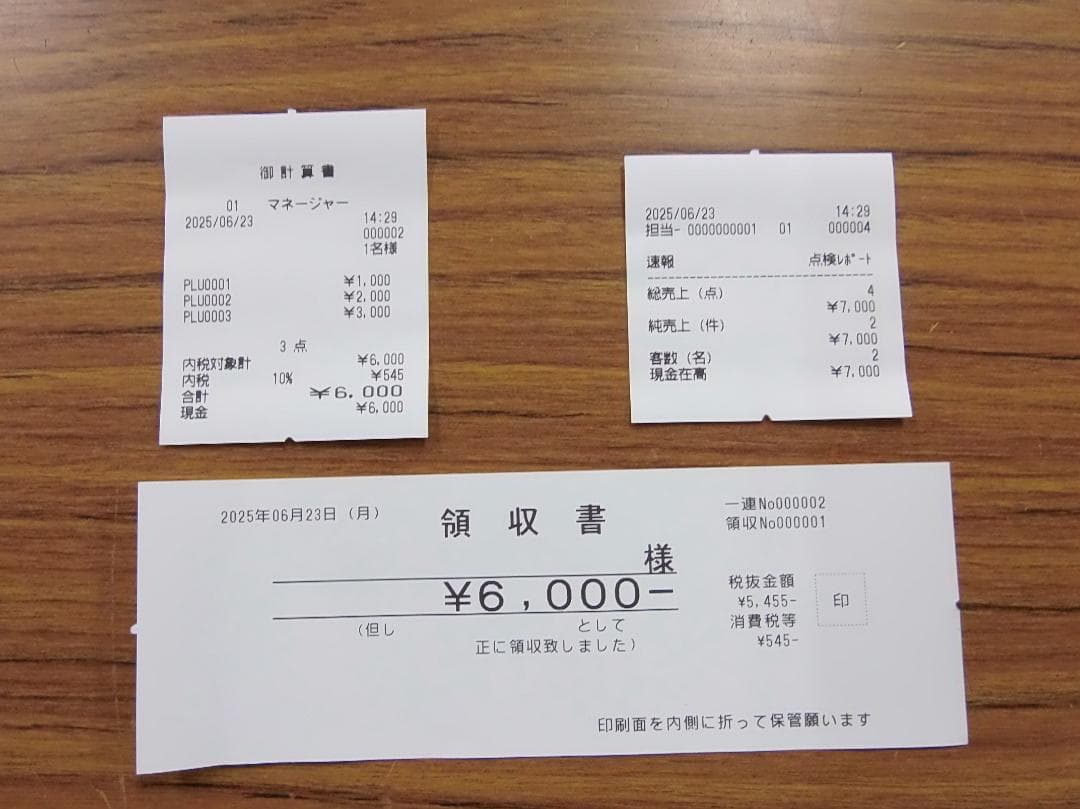 御計算書
01 マネージャー
2025/06/23 14:29
000002
1名様
PLU0001 ¥1,000
PLU0002 ¥2,000
PLU0003 ¥3,000
3 点
内税対象計 ¥6,000
内税 10% ¥545
合計 ¥6,000
現金 ¥6,000
2025/06/23 14:29
担当- 0000000001 01 000004
速報 点検ﾚﾎﾟｰﾄ
総売上(点) 4
¥7,000
純売上(件) 2
¥7,000
客数(名) 2
現金在高 ¥7,000
2025年06月23日(月)
領収書
一連No000002
領収No000001
様
¥6,000-
(但し として
正に領収致しました)
税抜金額
¥5,455-
消費税等
¥545-
印
印刷面を内側に折って保管願います